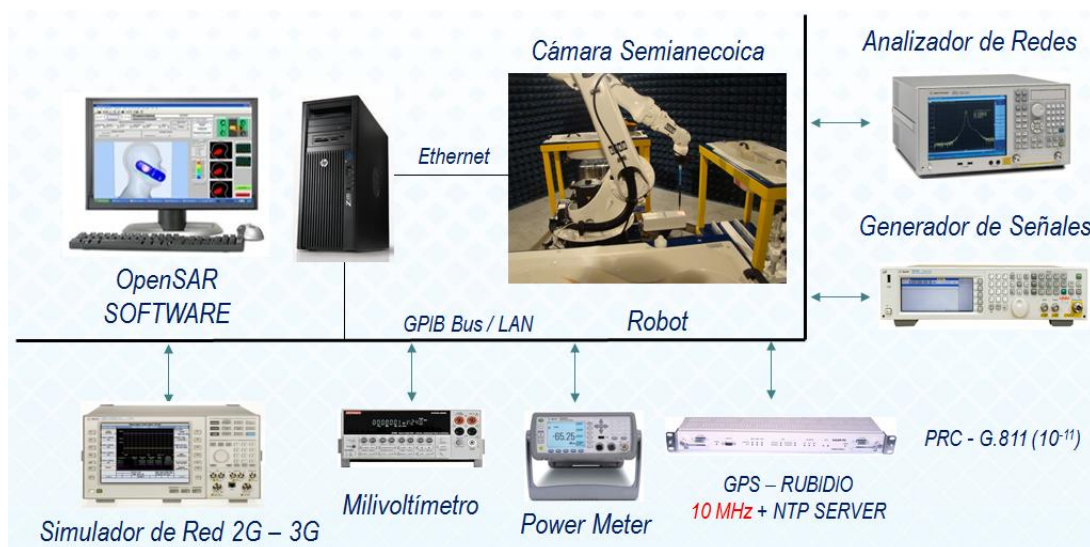 Cámara Semianecoica
Analizador de Redes
Ethernet
Generador de Señales
OpenSAR
SOFTWARE
GPIB Bus / LAN
Robot
-65.25
PRC - G.811 (10⁻¹¹)
GPS – RUBIDIO
10 MHz + NTP SERVER
Milivoltímetro
Power Meter
Simulador de Red 2G – 3G